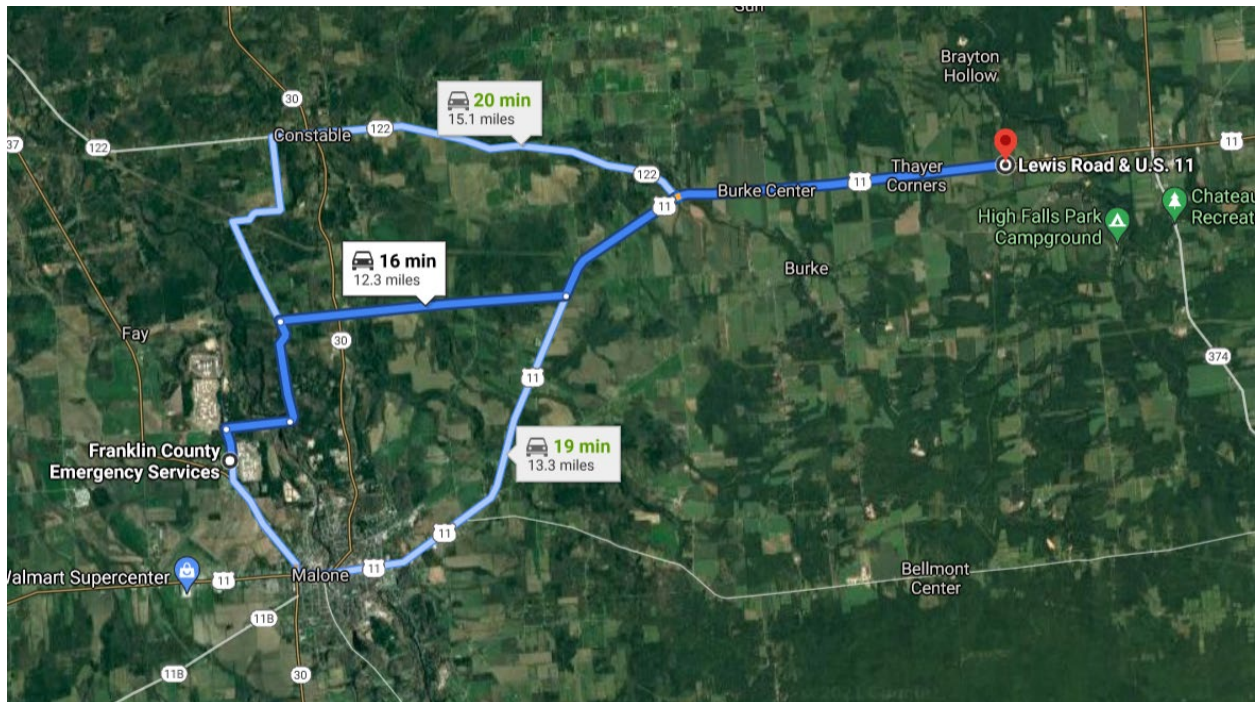 Sun
Brayton
Hollow
30
20 min
15.1 miles
122
Constable
37
122
11
11
Lewis Road & U.S. 11
Thayer
Corners
11
122
Burke Center
11
Chateau
Recreat
High Falls Park
Campground
16 min
12.3 miles
Burke
Fay
30
374
11
19 min
13.3 miles
Franklin County
Emergency Services
11
11
Walmart Supercenter
11
Malone
Bellmont
Center
11B
11B
30